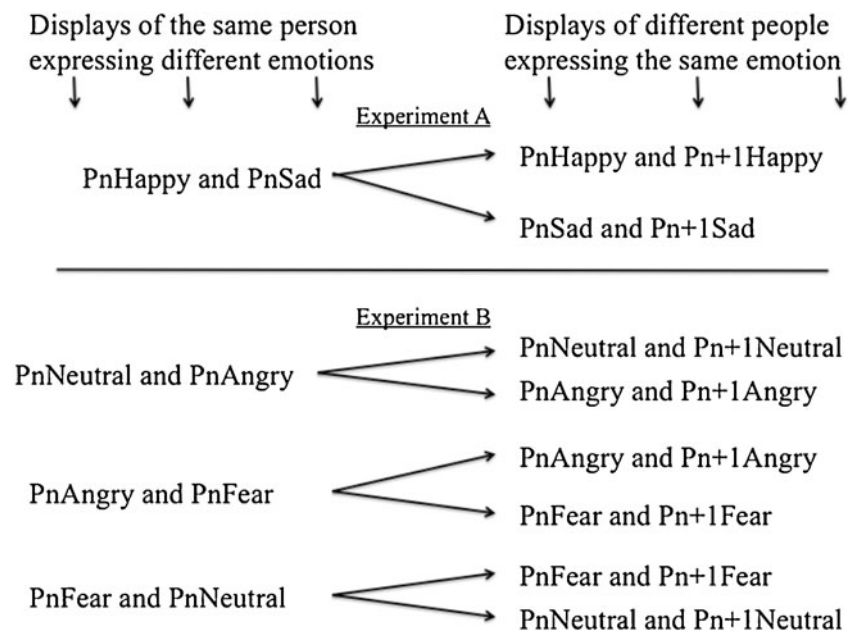 Displays of the same person
expressing different emotions
Displays of different people
expressing the same emotion
Experiment A
PnHappy and PnSad
PnHappy and Pn+1Happy
PnSad and Pn+1Sad
Experiment B
PnNeutral and PnAngry
PnNeutral and Pn+1Neutral
PnAngry and Pn+1Angry
PnAngry and PnFear
PnAngry and Pn+1Angry
PnFear and Pn+1Fear
PnFear and PnNeutral
PnFear and Pn+1Fear
PnNeutral and Pn+1Neutral